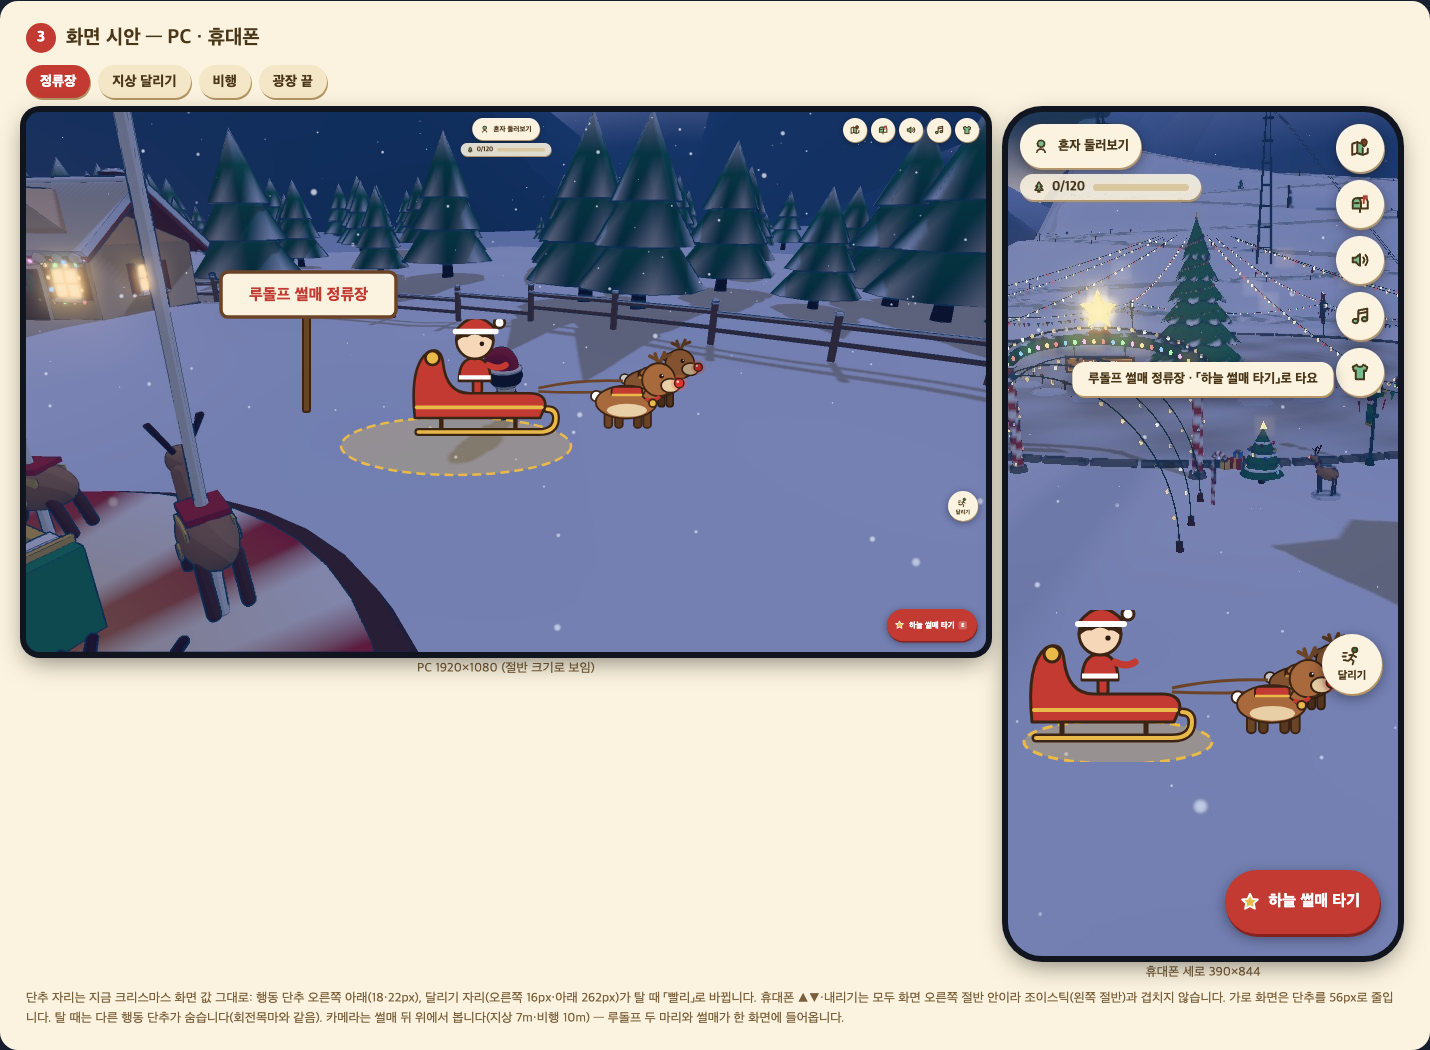 3 화면 시안 — PC · 휴대폰
정류장 지상 달리기 비행 광장 끝
혼자 둘러보기
0/120
루돌프 썰매 정류장
달리기
하늘 썰매 타기 E
PC 1920×1080 (절반 크기로 보임)
혼자 둘러보기
0/120
루돌프 썰매 정류장 · 「하늘 썰매 타기」로 타요
달리기
하늘 썰매 타기
휴대폰 세로 390×844
단추 자리는 지금 크리스마스 화면 값 그대로: 행동 단추 오른쪽 아래(18·22px), 달리기 자리(오른쪽 16px·아래 262px)가 탈 때 「빨리」로 바뀝니다. 휴대폰 ▲▼·내리기는 모두 화면 오른쪽 절반 안이라 조이스틱(왼쪽 절반)과 겹치지 않습니다. 가로 화면은 단추를 56px로 줄입
니다. 탈 때는 다른 행동 단추가 숨습니다(회전목마와 같음). 카메라는 썰매 뒤 위에서 봅니다(지상 7m·비행 10m) — 루돌프 두 마리와 썰매가 한 화면에 들어옵니다.